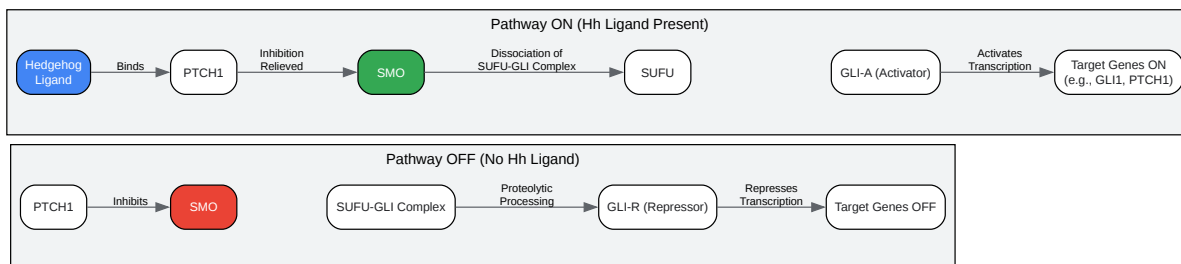 Pathway ON (Hh Ligand Present)
Hedgehog
Ligand
Binds
PTCH1
Inhibition
Relieved
SMO
Dissociation of
SUFU-GLI Complex
SUFU
GLI-A (Activator)
Activates
Transcription
Target Genes ON
(e.g., GLI1, PTCH1)
Pathway OFF (No Hh Ligand)
PTCH1
Inhibits
SMO
SUFU-GLI Complex
Proteolytic
Processing
GLI-R (Repressor)
Represses
Transcription
Target Genes OFF